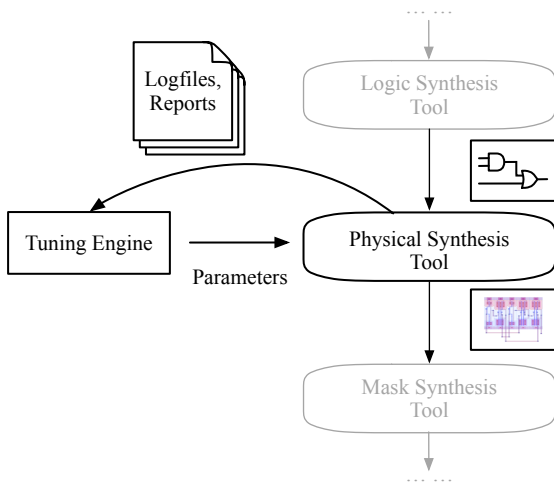 ... ...
Logfiles,
Reports
Logic Synthesis
Tool
Tuning Engine
Parameters
Physical Synthesis
Tool
Mask Synthesis
Tool
... ...